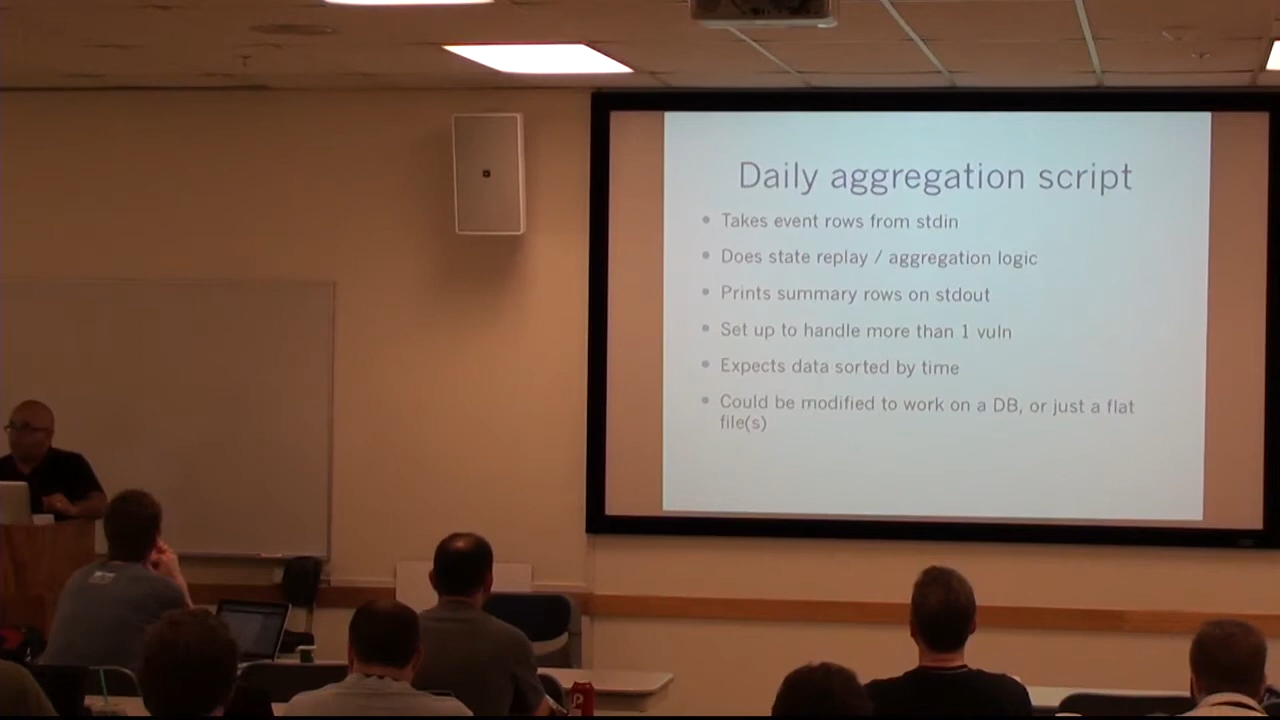 Daily aggregation script
• Takes event rows from stdin
• Does state replay / aggregation logic
• Prints summary rows on stdout
• Set up to handle more than 1 vuln
• Expects data sorted by time
• Could be modified to work on a DB, or just a flat
file(s)